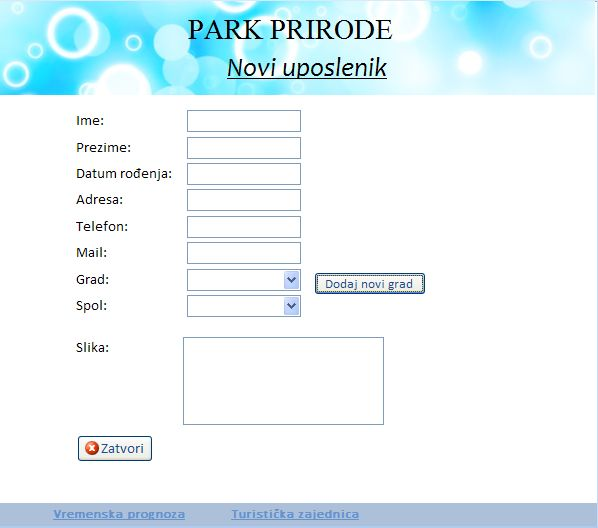 PARK PRIRODE
Novi uposlenik
Ime:
Prezime:
Datum rođenja:
Adresa:
Telefon:
Mail:
Grad:
Dodaj novi grad
Spol:
Slika:
Zatvori
Vremenska prognoza
Turistička zajednica